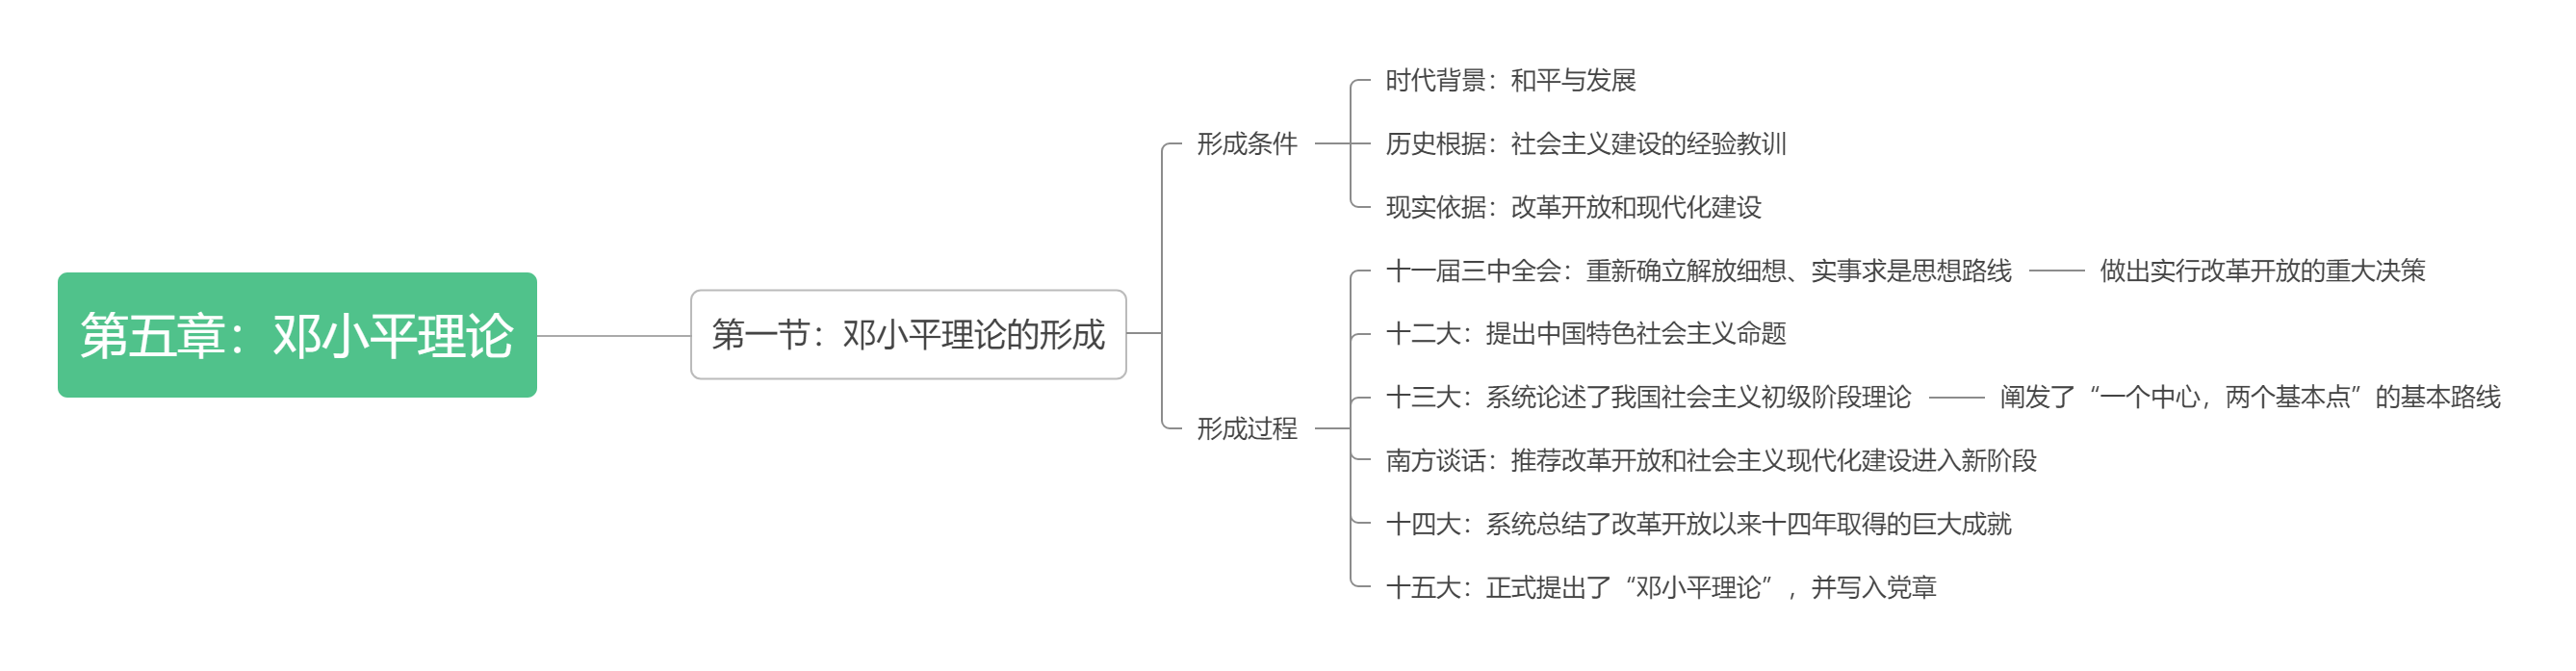 第五章：邓小平理论
第一节：邓小平理论的形成
形成条件
时代背景：和平与发展
历史根据：社会主义建设的经验教训
现实依据：改革开放和现代化建设
形成过程
十一届三中全会：重新确立解放细想、实事求是思想路线
做出实行改革开放的重大决策
十二大：提出中国特色社会主义命题
十三大：系统论述了我国社会主义初级阶段理论
阐发了“一个中心，两个基本点”的基本路线
南方谈话：推荐改革开放和社会主义现代化建设进入新阶段
十四大：系统总结了改革开放以来十四年取得的巨大成就
十五大：正式提出了“邓小平理论”，并写入党章